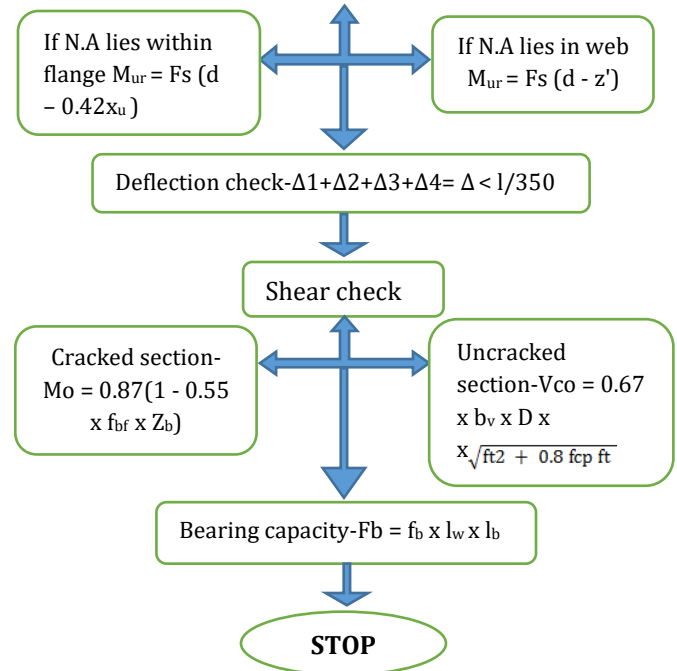 If N.A lies within
flange Mur = Fs (d
– 0.42xu )
If N.A lies in web
Mur = Fs (d - z')
Deflection check-Δ1+Δ2+Δ3+Δ4= Δ < l/350
Shear check
Cracked section-
Mo = 0.87(1 - 0.55
x fbf x Zb)
Uncracked
section-Vco = 0.67
x bv x D x
x√ft2 + 0.8 fcp ft
Bearing capacity-Fb = fb x lw x lb
STOP